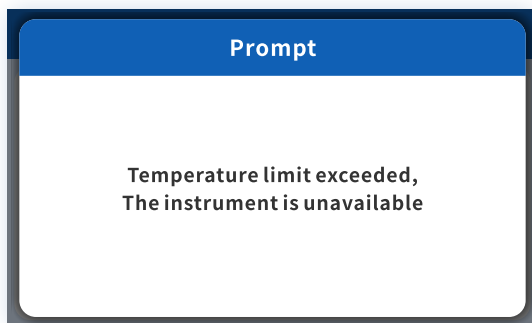 Prompt
Temperature limit exceeded,
The instrument is unavailable